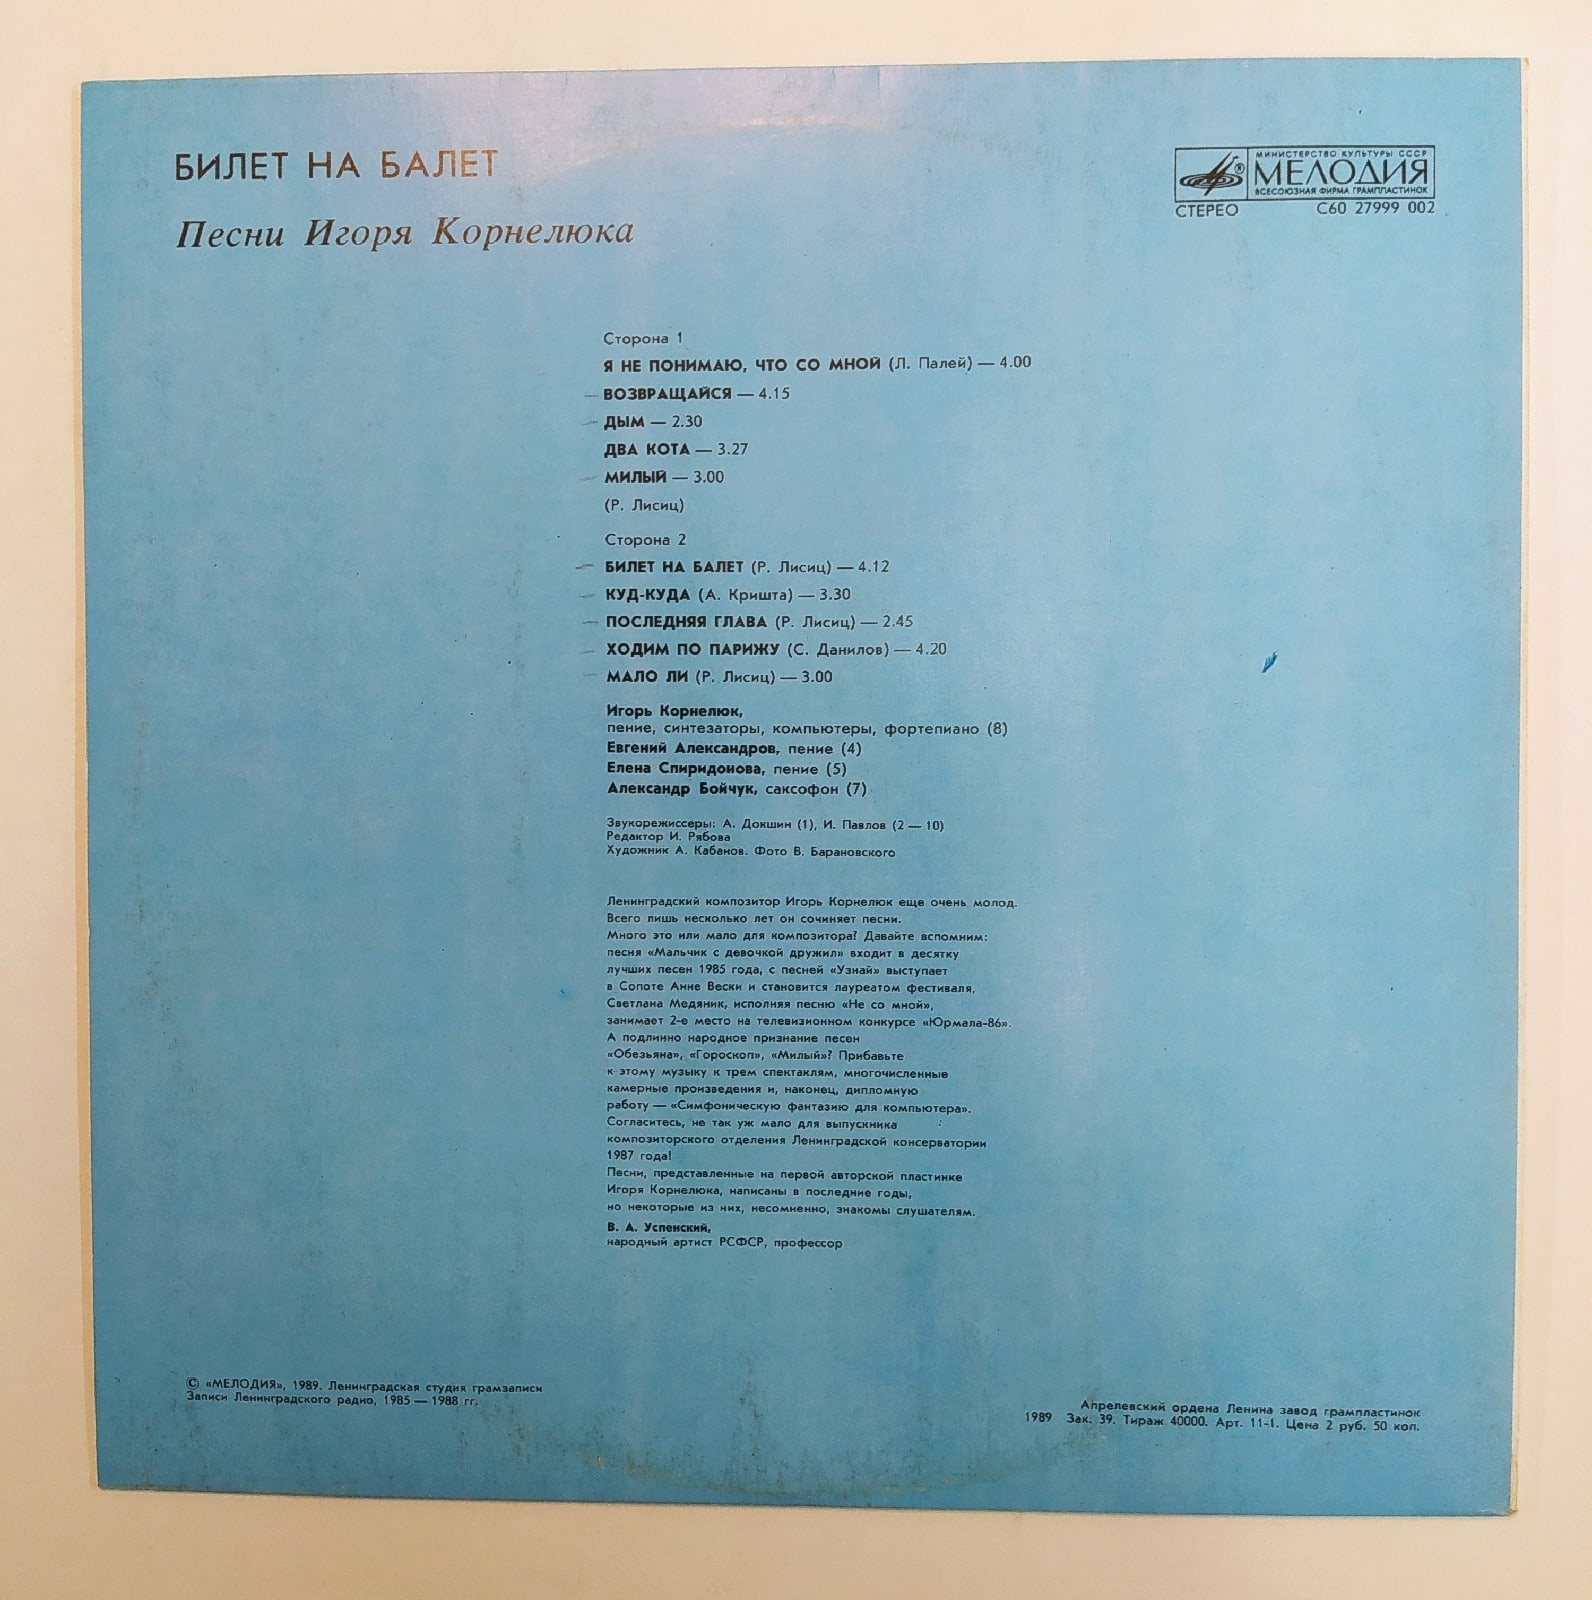 БИЛЕТ НА БАЛЕТ
Песни Игоря Корнелюка
МИНИСТЕРСТВО КУЛЬТУРЫ СССР
МЕЛОДИЯ
ВСЕСОЮЗНАЯ ФИРМА ГРАМПЛАСТИНОК
СТЕРЕО С60 27999 002
Сторона 1
Я НЕ ПОНИМАЮ, ЧТО СО МНОЙ (Л. Палей) — 4.00
ВОЗВРАЩАЙСЯ — 4.15
ДЫМ — 2.30
ДВА КОТА — 3.27
МИЛЫЙ — 3.00
(Р. Лисиц)
Сторона 2
БИЛЕТ НА БАЛЕТ (Р. Лисиц) — 4.12
КУД-КУДА (А. Кришта) — 3.30
ПОСЛЕДНЯЯ ГЛАВА (Р. Лисиц) — 2.45
ХОДИМ ПО ПАРИЖУ (С. Данилов) — 4.20
МАЛО ЛИ (Р. Лисиц) — 3.00
Игорь Корнелюк,
пение, синтезаторы, компьютеры, фортепиано (8)
Евгений Александров, пение (4)
Елена Спиридонова, пение (5)
Александр Бойчук, саксофон (7)
Звукорежиссеры: А. Докшин (1), И. Павлов (2 — 10)
Редактор И. Рябова
Художник А. Кабанов. Фото В. Барановского
Ленинградский композитор Игорь Корнелюк еще очень молод.
Всего лишь несколько лет он сочиняет песни.
Много это или мало для композитора? Давайте вспомним:
песня «Мальчик с девочкой дружил» входит в десятку
лучших песен 1985 года, с песней «Узнай» выступает
в Сопоте Анне Вески и становится лауреатом фестиваля,
Светлана Медяник, исполняя песню «Не со мной»,
занимает 2-е место на телевизионном конкурсе «Юрмала-86».
А подлинно народное признание песен
«Обезьяна», «Гороскоп», «Милый»? Прибавьте
к этому музыку к трем спектаклям, многочисленные
камерные произведения и, наконец, дипломную
работу — «Симфоническую фантазию для компьютера».
Согласитесь, не так уж мало для выпускника
композиторского отделения Ленинградской консерватории
1987 года!
Песни, представленные на первой авторской пластинке
Игоря Корнелюка, написаны в последние годы,
но некоторые из них, несомненно, знакомы слушателям.
В. А. Успенский,
народный артист РСФСР, профессор
© «МЕЛОДИЯ», 1989. Ленинградская студия грамзаписи
Записи Ленинградского радио, 1985 — 1988 гг.
Апрелевский ордена Ленина завод грампластинок
1989 Зак. 39. Тираж 40000. Арт. 11-1. Цена 2 руб. 50 коп.